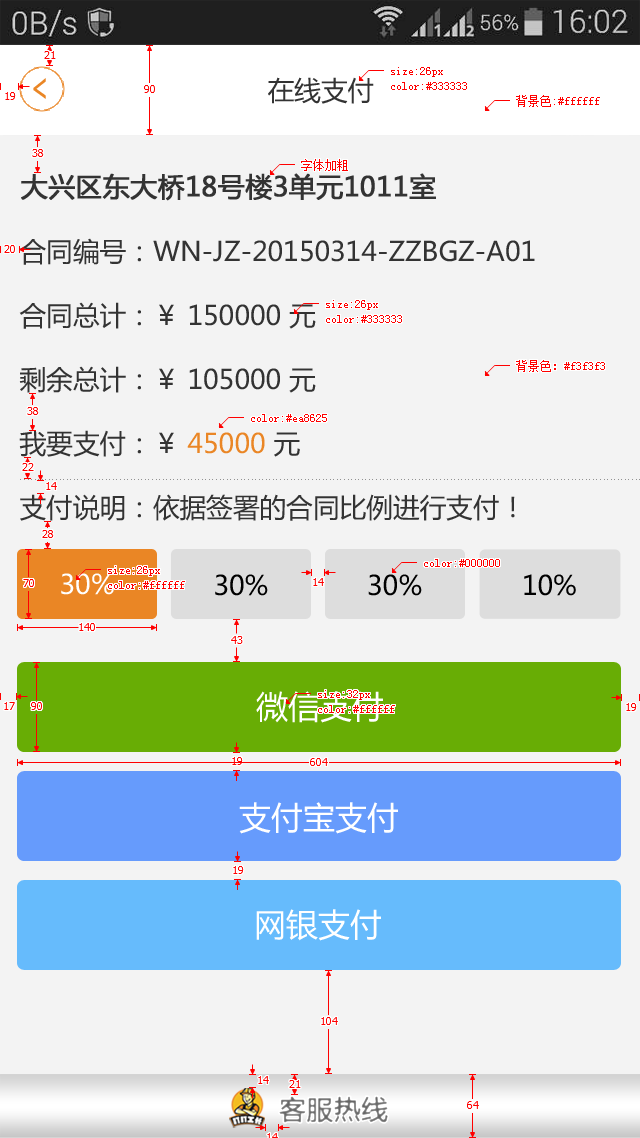 0B/s 1 2 56% 16:02
21
19
90
在线支付
size:26px
color:#333333
背景色:#ffffff
38
字体加粗
大兴区东大桥18号楼3单元1011室
20
合同编号：WN-JZ-20150314-ZZBGZ-A01
合同总计：¥ 150000 元
size:26px
color:#333333
背景色：#f3f3f3
剩余总计：¥ 105000 元
38
color:#ea8625
我要支付：¥ 45000 元
22
14
支付说明：依据签署的合同比例进行支付！
28
70
30%
size:26px
color:#ffffff
30%
14
30%
color:#000000
10%
140
43
17
90
微信支付
size:32px
color:#ffffff
19
19
604
支付宝支付
19
网银支付
104
14
21
客服热线
64
14